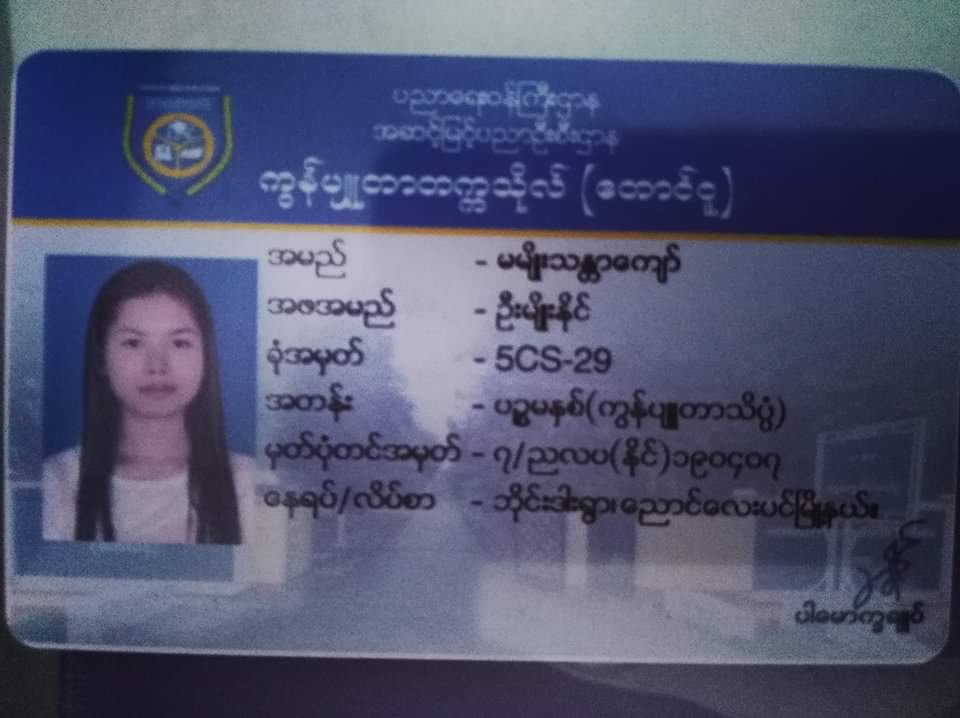 ပညာရေးဝန်ကြီးဌာန
အဆင့်မြင့်ပညာဦးစီးဌာန
ကွန်ပျူတာတက္ကသိုလ် (တောင်ငူ)
အမည် - မမျိုးသန္တာကျော်
အဖအမည် - ဦးမျိုးနိုင်
ခုံအမှတ် - 5CS-29
အတန်း - ပဉ္စမနှစ်(ကွန်ပျူတာသိပ္ပံ)
မှတ်ပုံတင်အမှတ် - ၇/ညလပ(နိုင်)၁၉၀၄၀၇
နေရပ်/လိပ်စာ - ဘိုင်းဒါးရွာ၊ ညောင်လေးပင်မြို့နယ်။
ပါမောက္ခချုပ်